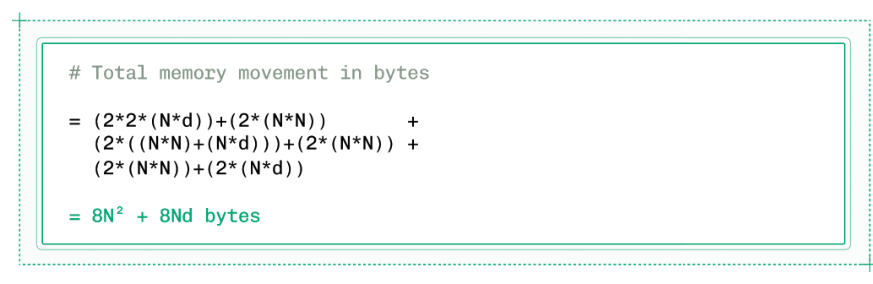 # Total memory movement in bytes
= (2*2*(N*d))+(2*(N*N)) +
(2*((N*N)+(N*d)))+(2*(N*N)) +
(2*(N*N))+(2*(N*d))
= 8N² + 8Nd bytes